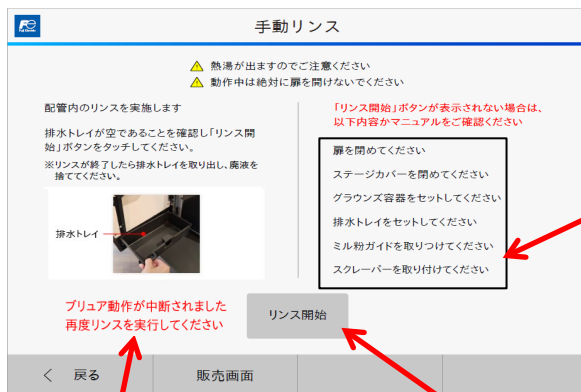 Fe
Fuji Electric
手動リンス
熱湯が出ますのでご注意ください
動作中は絶対に扉を開けないでください
配管内のリンスを実施します
排水トレイが空であることを確認し「リンス開
始」ボタンをタッチしてください。
※リンスが終了したら排水トレイを取り出し、廃液を
捨ててください。
排水トレイ
「リンス開始」ボタンが表示されない場合は、
以下内容かマニュアルをご確認ください
扉を閉めてください
ステージカバーを閉めてください
グラウンズ容器をセットしてください
排水トレイをセットしてください
ミル粉ガイドを取りつけてください
スクレーパーを取り付けてください
ブリュア動作が中断されました
再度リンスを実行してください
リンス開始
< 戻る
販売画面